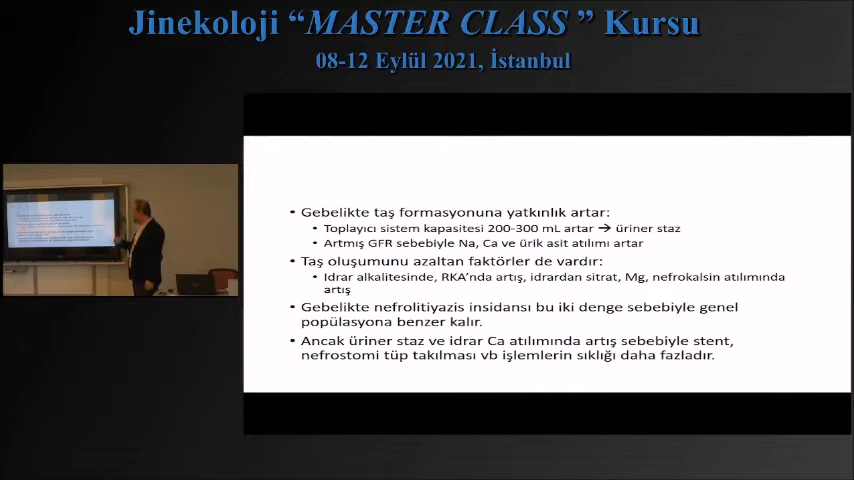 Jinekoloji “MASTER CLASS ” Kursu
08-12 Eylül 2021, İstanbul
• Gebelikte taş formasyonuna yatkınlık artar:
• Toplayıcı sistem kapasitesi 200-300 mL artar → üriner staz
• Artmış GFR sebebiyle Na, Ca ve ürik asit atılımı artar
• Taş oluşumunu azaltan faktörler de vardır:
• Idrar alkalitesinde, RKA’nda artış, idrardan sitrat, Mg, nefrokalsin atılımında
artış
• Gebelikte nefrolitiyazis insidansı bu iki denge sebebiyle genel
popülasyona benzer kalır.
• Ancak üriner staz ve idrar Ca atılımında artış sebebiyle stent,
nefrostomi tüp takılması vb işlemlerin sıklığı daha fazladır.